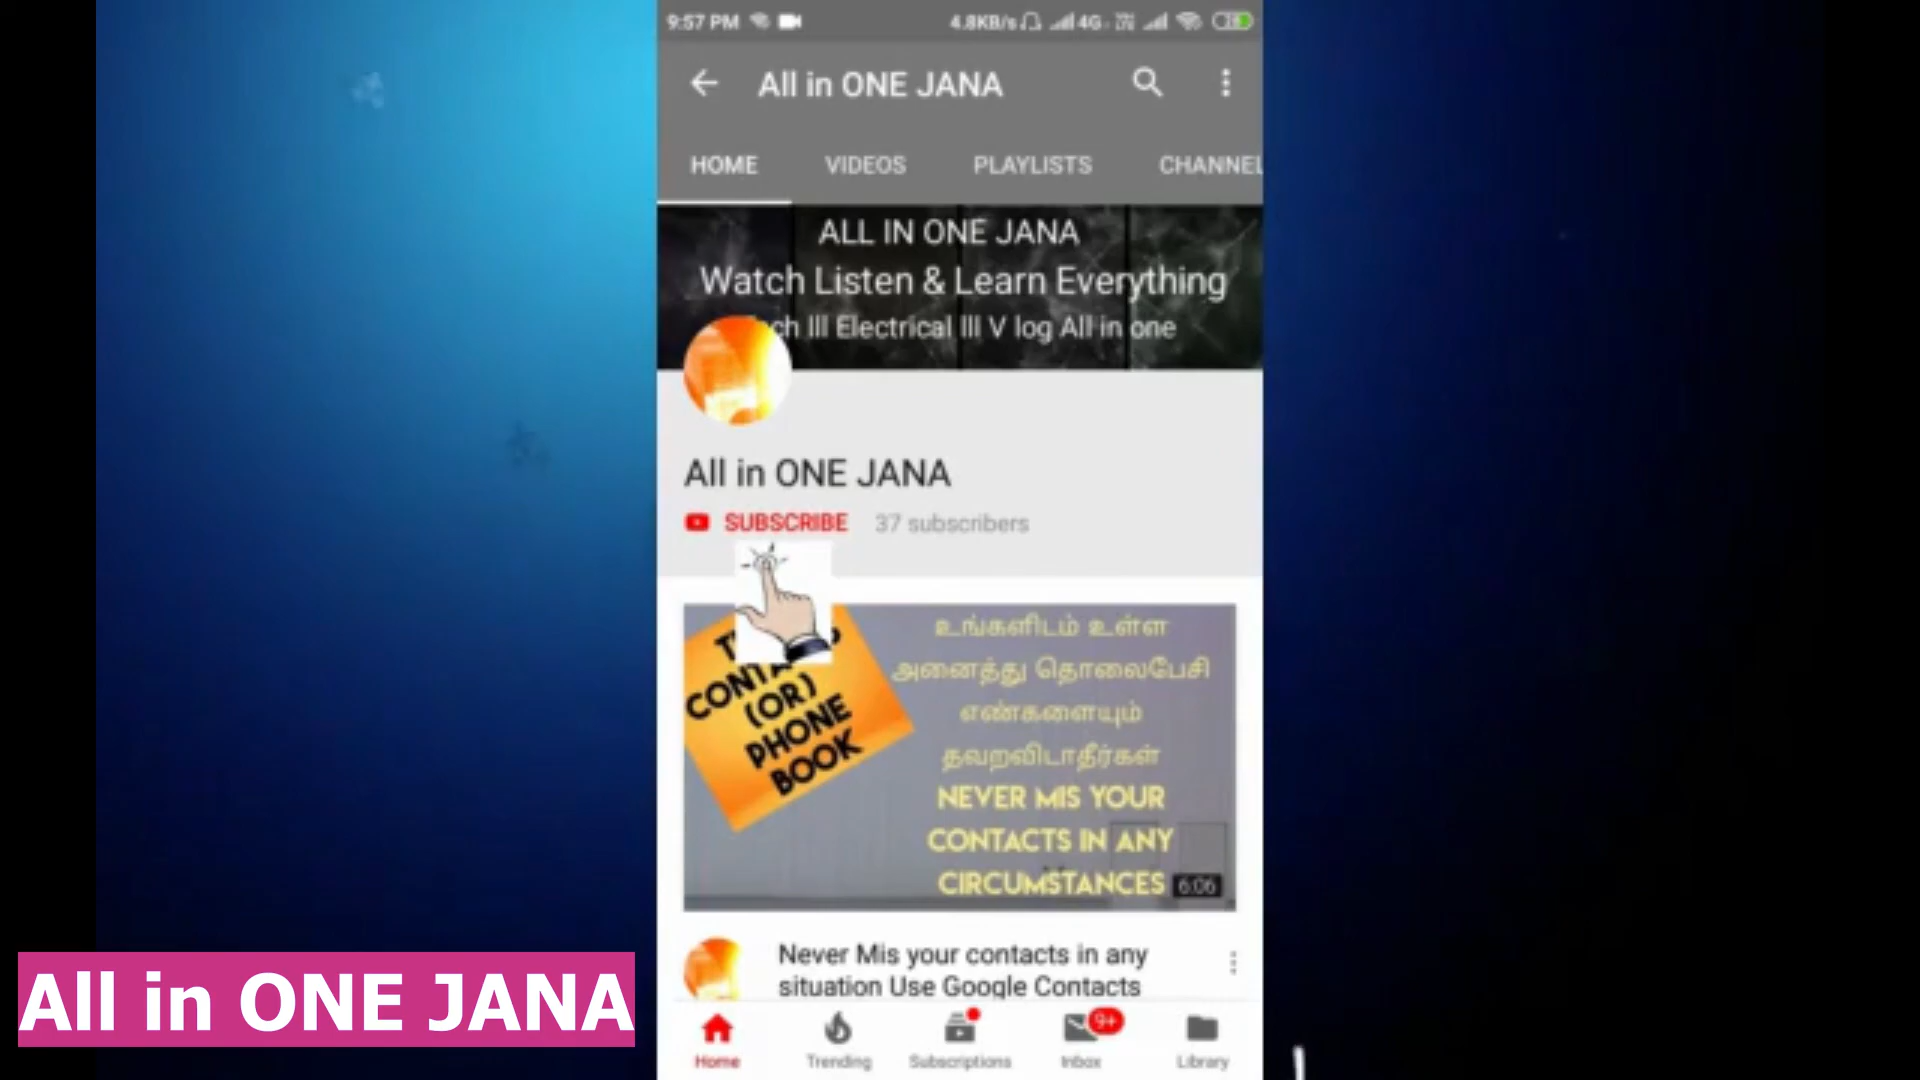 9:57 PM
4.8KB/s
4G
All in ONE JANA
HOME VIDEOS PLAYLISTS CHANNEL
ALL IN ONE JANA
Watch Listen & Learn Everything
ch lll Electrical lll V log All in one
All in ONE JANA
SUBSCRIBE 37 subscribers
CONTA
(OR)
PHONE
BOOK
உங்களிடம் உள்ள
அனைத்து தொலைபேசி
எண்களையும்
தவறவிடாதீர்கள்
NEVER MIS YOUR
CONTACTS IN ANY
CIRCUMSTANCES
6:06
Never Mis your contacts in any
situation Use Google Contacts
Home Trending Subscriptions Inbox 9+ Library
All in ONE JANA